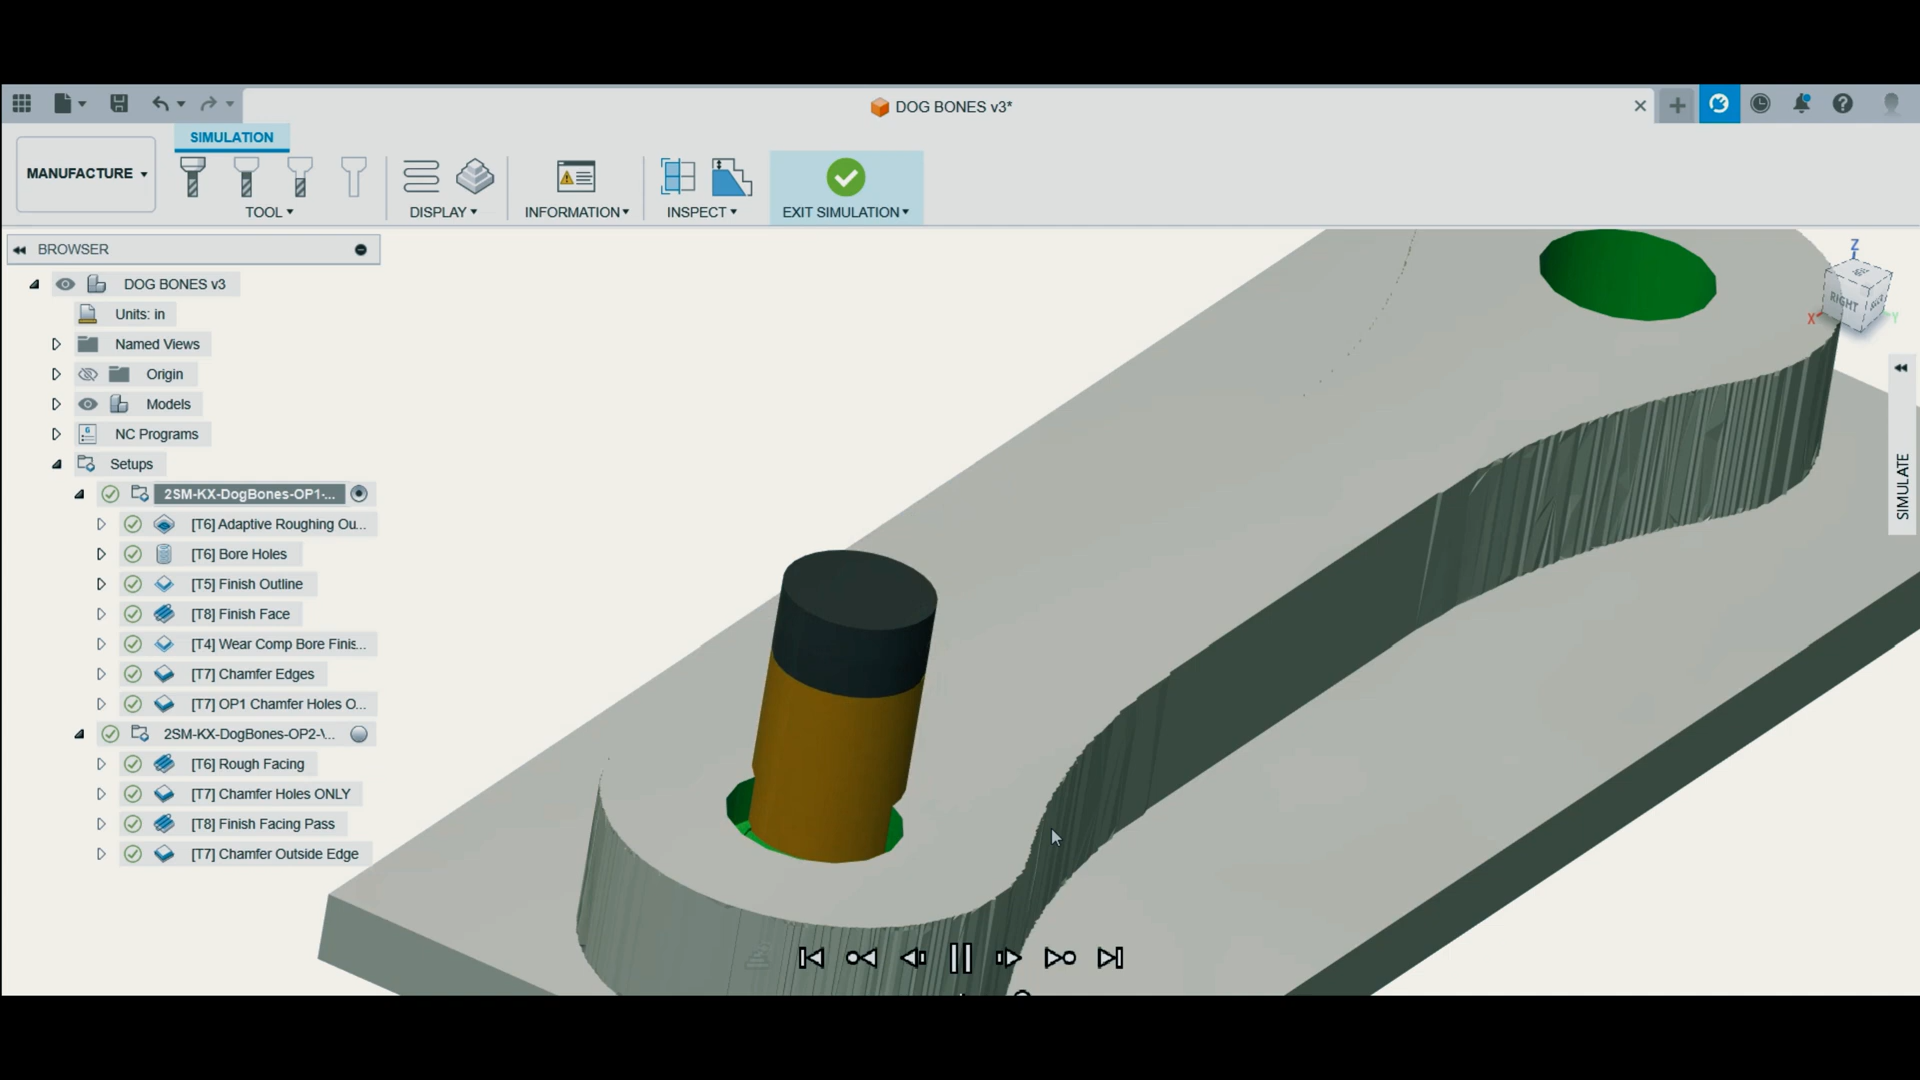 DOG BONES v3*
MANUFACTURE
SIMULATION
TOOL
DISPLAY
INFORMATION
INSPECT
EXIT SIMULATION
BROWSER
DOG BONES v3
Units: in
Named Views
Origin
Models
NC Programs
Setups
2SM-KX-DogBones-OP1-...
[T6] Adaptive Roughing Ou...
[T6] Bore Holes
[T5] Finish Outline
[T8] Finish Face
[T4] Wear Comp Bore Finis...
[T7] Chamfer Edges
[T7] OP1 Chamfer Holes O...
2SM-KX-DogBones-OP2-\...
[T6] Rough Facing
[T7] Chamfer Holes ONLY
[T8] Finish Facing Pass
[T7] Chamfer Outside Edge
Z
RIGHT
X
Y
SIMULATE